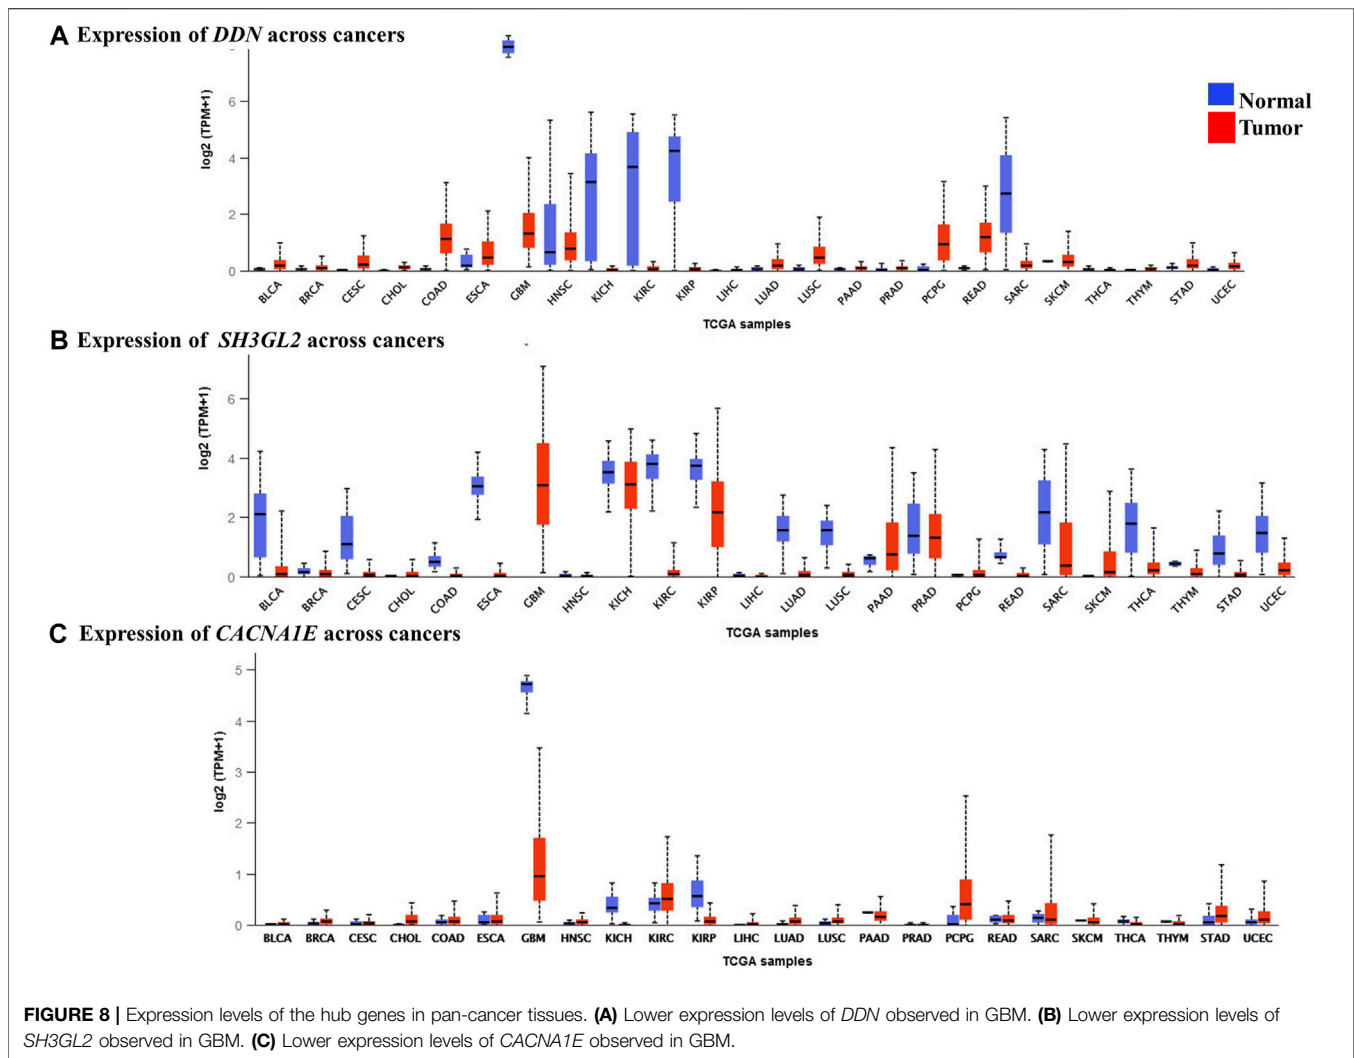 A Expression of DDN across cancers
log2 (TPM+1)
6
4
2
0
Normal
Tumor
BLCA BRCA CESC CHOL COAD ESCA GBM HNSC KICH KIRC KIRP LIHC LUAD LUSC PAAD PRAD PCPG READ SARC SKCM THCA THYM STAD UCEC
TCGA samples
B Expression of SH3GL2 across cancers
log2 (TPM+1)
6
4
2
0
BLCA BRCA CESC CHOL COAD ESCA GBM HNSC KICH KIRC KIRP LIHC LUAD LUSC PAAD PRAD PCPG READ SARC SKCM THCA THYM STAD UCEC
TCGA samples
C Expression of CACNA1E across cancers
log2 (TPM+1)
5
4
3
2
1
0
BLCA BRCA CESC CHOL COAD ESCA GBM HNSC KICH KIRC KIRP LIHC LUAD LUSC PAAD PRAD PCPG READ SARC SKCM THCA THYM STAD UCEC
TCGA samples
FIGURE 8 | Expression levels of the hub genes in pan-cancer tissues. (A) Lower expression levels of DDN observed in GBM. (B) Lower expression levels of
SH3GL2 observed in GBM. (C) Lower expression levels of CACNA1E observed in GBM.